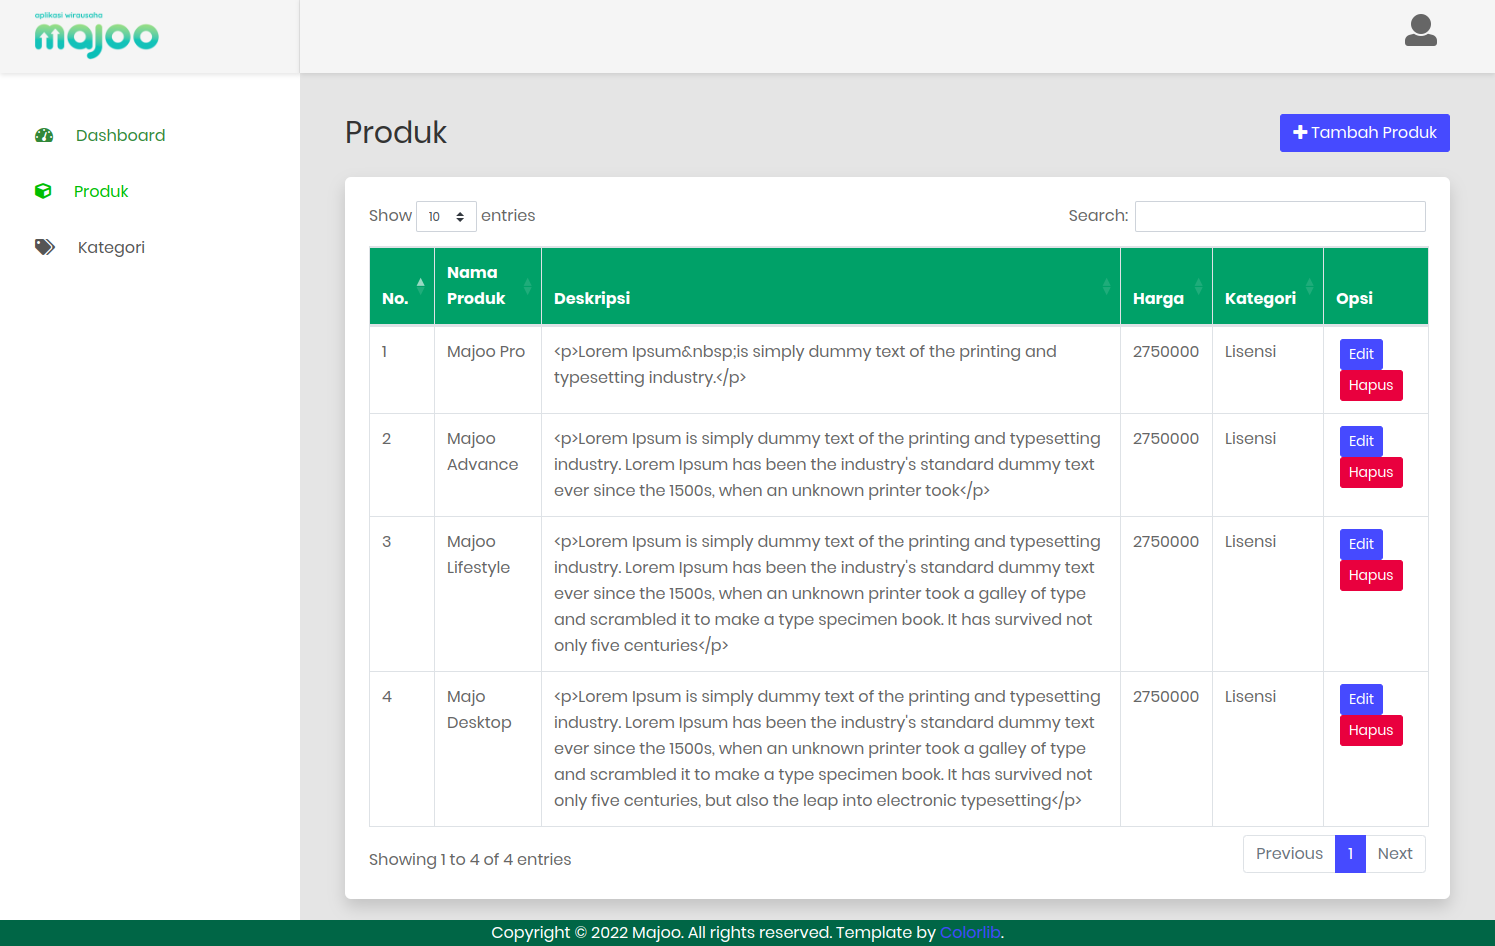 aplikasi wirausaha
majoo
Dashboard
Produk
Kategori
Produk
Tambah Produk
Show 10 entries
Search:
No.
Nama
Produk
Deskripsi
Harga
Kategori
Opsi
1
Majoo Pro
<p>Lorem Ipsum&nbsp;is simply dummy text of the printing and
typesetting industry.</p>
2750000
Lisensi
Edit
Hapus
2
Majoo
Advance
<p>Lorem Ipsum is simply dummy text of the printing and typesetting
industry. Lorem Ipsum has been the industry's standard dummy text
ever since the 1500s, when an unknown printer took</p>
2750000
Lisensi
Edit
Hapus
3
Majoo
Lifestyle
<p>Lorem Ipsum is simply dummy text of the printing and typesetting
industry. Lorem Ipsum has been the industry's standard dummy text
ever since the 1500s, when an unknown printer took a galley of type
and scrambled it to make a type specimen book. It has survived not
only five centuries</p>
2750000
Lisensi
Edit
Hapus
4
Majo
Desktop
<p>Lorem Ipsum is simply dummy text of the printing and typesetting
industry. Lorem Ipsum has been the industry's standard dummy text
ever since the 1500s, when an unknown printer took a galley of type
and scrambled it to make a type specimen book. It has survived not
only five centuries, but also the leap into electronic typesetting</p>
2750000
Lisensi
Edit
Hapus
Showing 1 to 4 of 4 entries
Previous 1 Next
Copyright © 2022 Majoo. All rights reserved. Template by Colorlib.